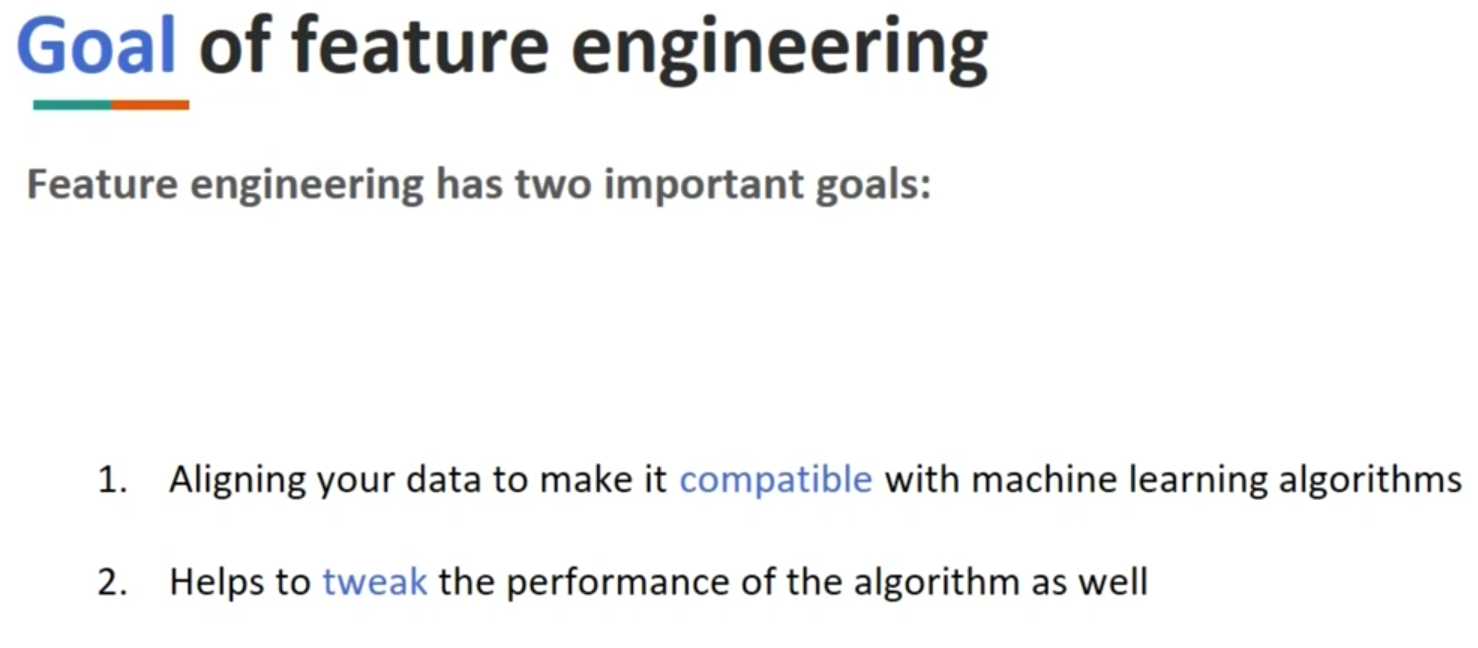 Goal of feature engineering
Feature engineering has two important goals:
1. Aligning your data to make it compatible with machine learning algorithms
2. Helps to tweak the performance of the algorithm as well